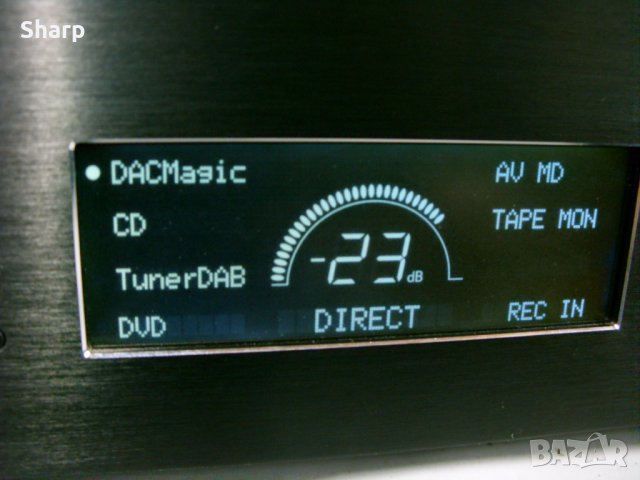 Sharp
DACMagic
CD
TunerDAB
DVD
-23 dB
DIRECT
AV MD
TAPE MON
REC IN
BAZAR